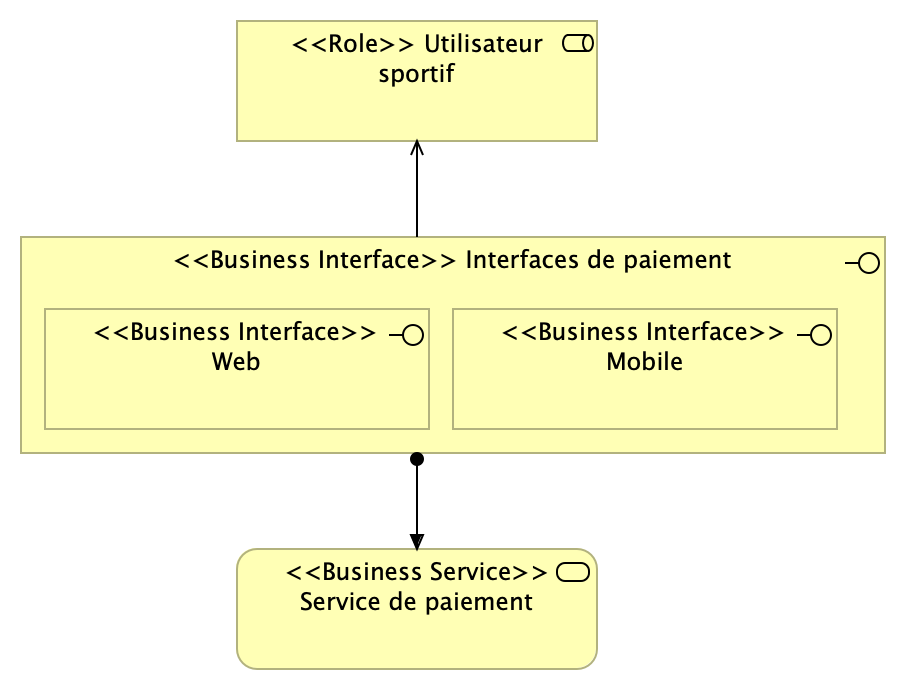 <<Role>> Utilisateur
sportif
<<Business Interface>> Interfaces de paiement
<<Business Interface>>
Web
<<Business Interface>>
Mobile
<<Business Service>>
Service de paiement